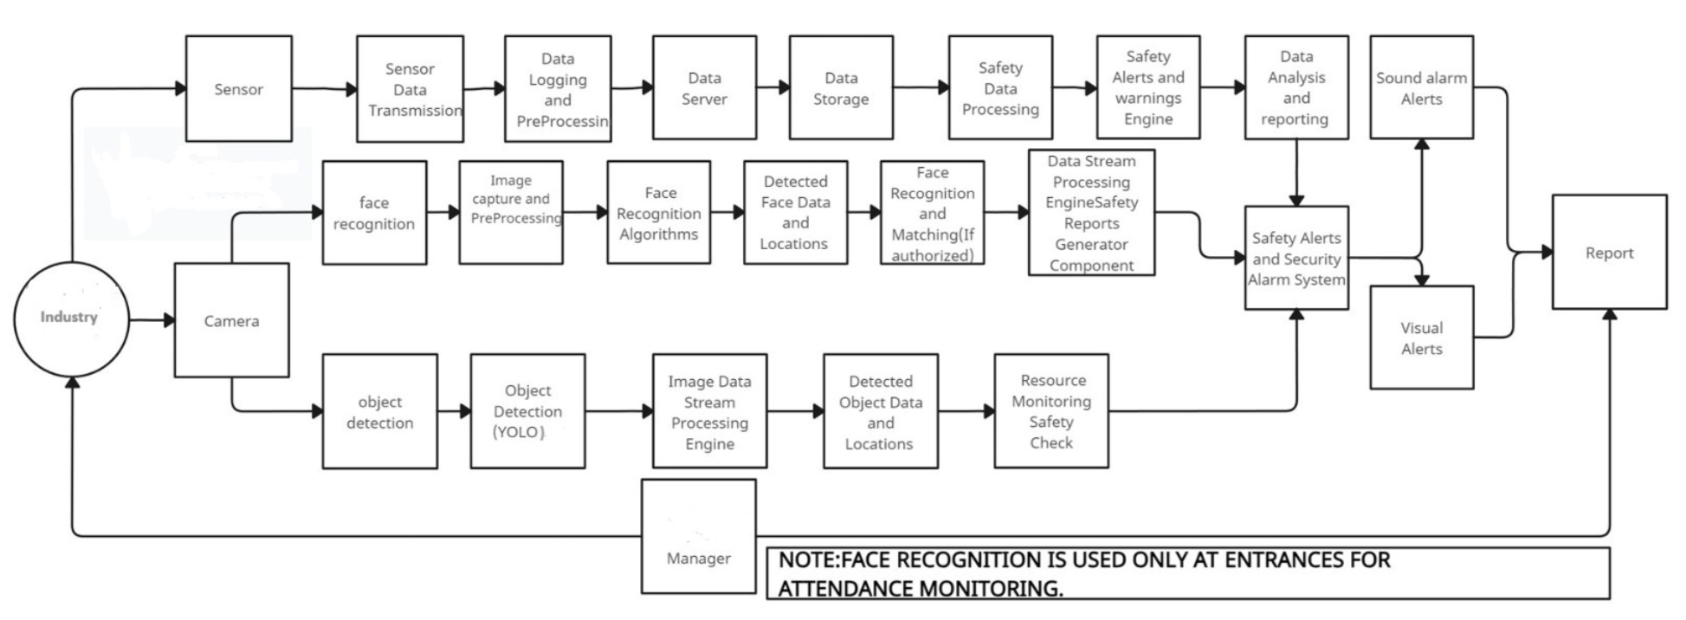 Sensor
Sensor
Data
Transmission
Data
Logging
and
PreProcessin
Data
Server
Data
Storage
Safety
Data
Processing
Safety
Alerts and
warnings
Engine
Data
Analysis
and
reporting
Sound alarm
Alerts
face
recognition
Image
capture and
PreProcessing
Face
Recognition
Algorithms
Detected
Face Data
and
Locations
Face
Recognition
and
Matching(If
authorized)
Data Stream
Processing
EngineSafety
Reports
Generator
Component
Safety Alerts
and Security
Alarm System
Report
Industry
Camera
Visual
Alerts
object
detection
Object
Detection
(YOLO)
Image Data
Stream
Processing
Engine
Detected
Object Data
and
Locations
Resource
Monitoring
Safety
Check
Manager
NOTE:FACE RECOGNITION IS USED ONLY AT ENTRANCES FOR
ATTENDANCE MONITORING.